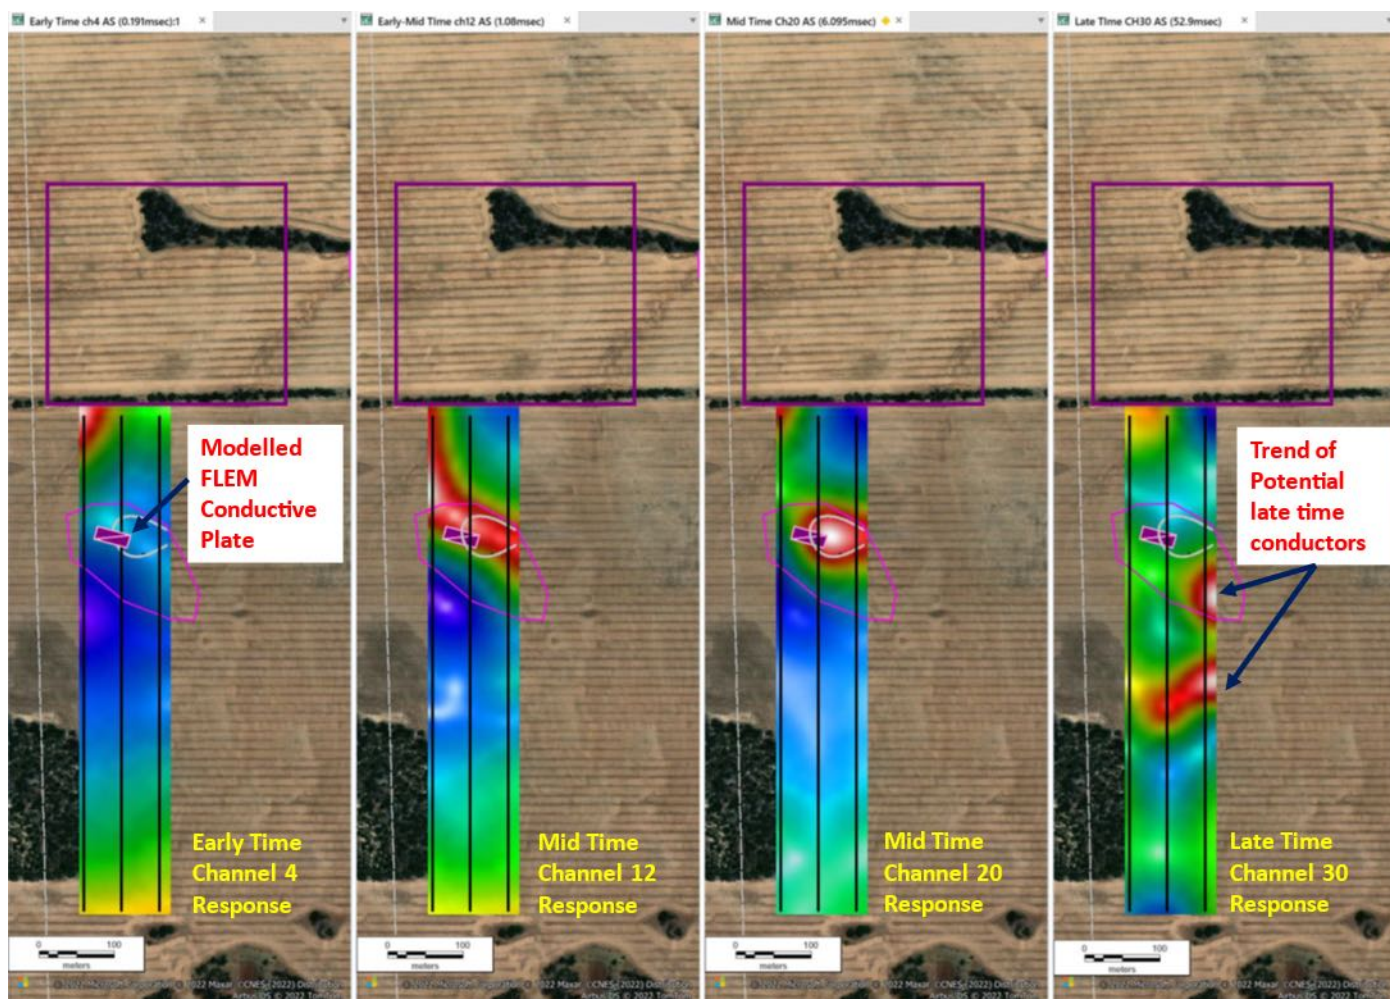 Early Time ch4 AS (0.191msec):1
Early-Mid TIme ch12 AS (1.08msec)
Mid Time Ch20 AS (6.095msec)
Late TIme CH30 AS (52.9msec)
Modelled
FLEM
Conductive
Plate
Trend of
Potential
late time
conductors
Early Time
Channel 4
Response
Mid Time
Channel 12
Response
Mid Time
Channel 20
Response
Late Time
Channel 30
Response
0 100
meters
0 100
meters
0 100
meters
0 100
meters